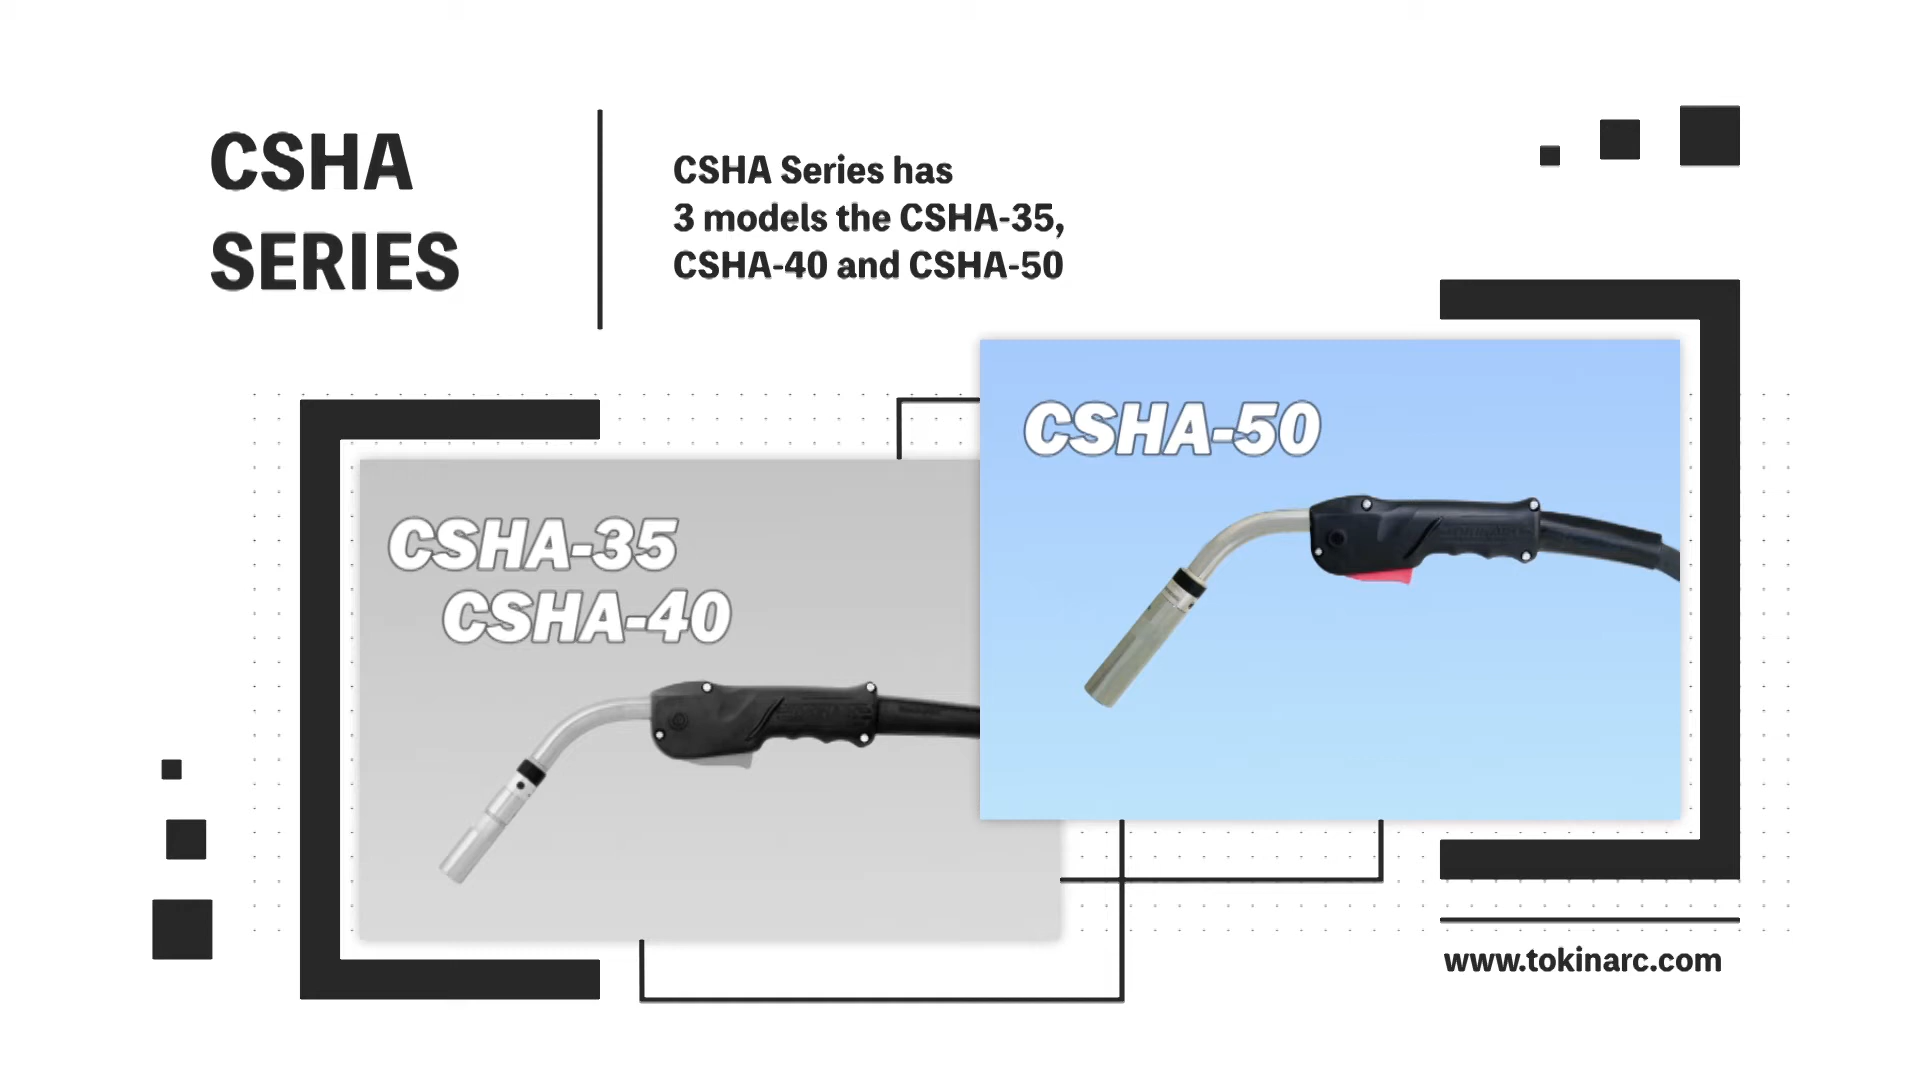 CSHA
SERIES
CSHA Series has
3 models the CSHA-35,
CSHA-40 and CSHA-50
CSHA-50
CSHA-35
CSHA-40
www.tokinarc.com